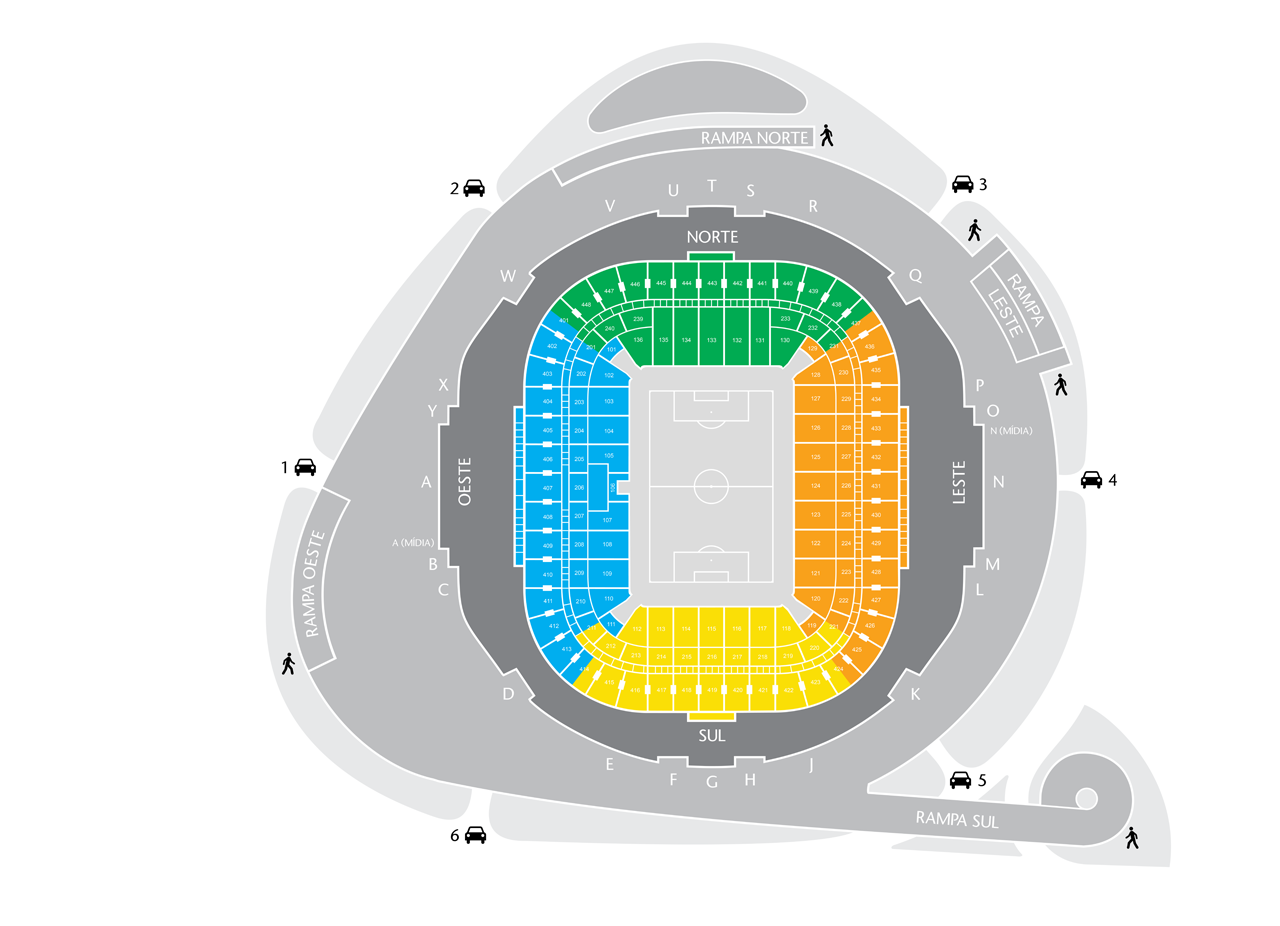 RAMPA NORTE
2
3
U T S
V R
NORTE
W Q
RAMPA
LESTE
448 447 446 445 444 443 442 441 440 439 438
401 437
240 239 233 232
201 101 136 135 134 133 132 131 130 129 231
402 436
403 202 102 128 230 435
X P
404 203 103 127 229 434
Y O
405 204 104 126 228 433
N (MÍDIA)
406 205 105 125 227 432
1
OESTE
LESTE
4
A N
407 206 106 124 226 431
408 207 107 123 225 430
A (MÍDIA)
409 208 108 122 224 429
B M
410 209 109 121 223 428
C L
411 210 110 120 222 427
RAMPA OESTE
412 211 111 119 221 426
112 113 114 115 116 117 118
413 212 220 425
213 214 215 216 217 218 219
414 424
415 416 417 418 419 420 421 422 423
D K
SUL
E J
F G H
5
RAMPA SUL
6